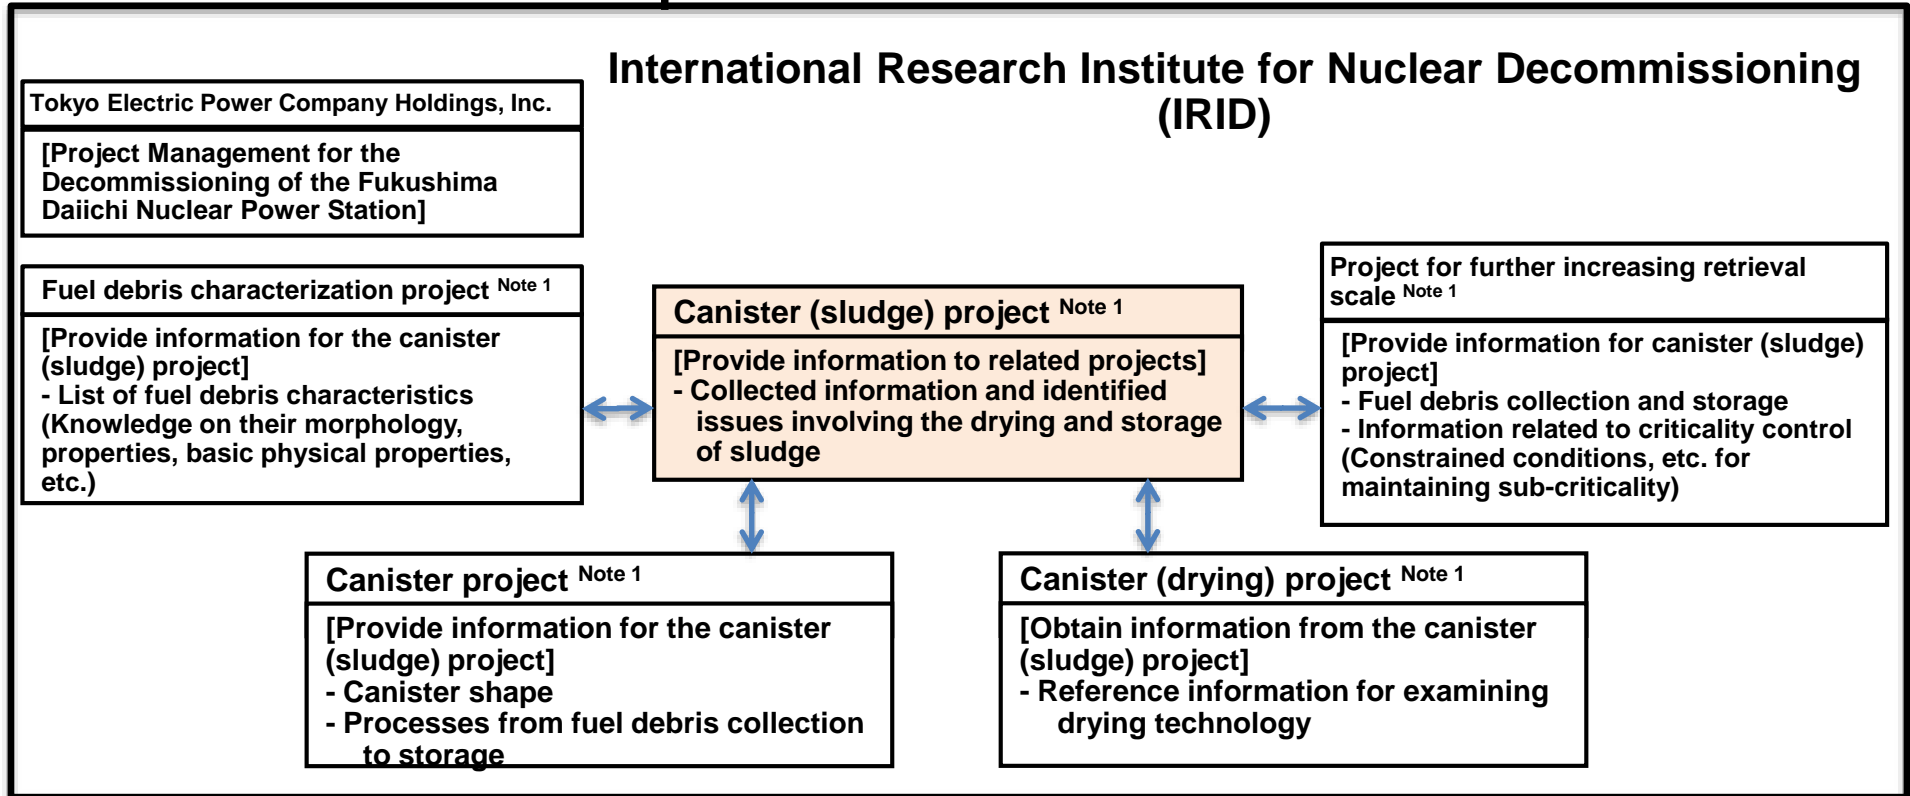 International Research Institute for Nuclear Decommissioning
(IRID)
Tokyo Electric Power Company Holdings, Inc.
[Project Management for the
Decommissioning of the Fukushima
Daiichi Nuclear Power Station]
Fuel debris characterization project Note 1
[Provide information for the canister
(sludge) project]
- List of fuel debris characteristics
(Knowledge on their morphology,
properties, basic physical properties,
etc.)
Canister (sludge) project Note 1
[Provide information to related projects]
- Collected information and identified
issues involving the drying and storage
of sludge
Project for further increasing retrieval
scale Note 1
[Provide information for canister (sludge)
project]
- Fuel debris collection and storage
- Information related to criticality control
(Constrained conditions, etc. for
maintaining sub-criticality)
Canister project Note 1
[Provide information for the canister
(sludge) project]
- Canister shape
- Processes from fuel debris collection
to storage
Canister (drying) project Note 1
[Obtain information from the canister
(sludge) project]
- Reference information for examining
drying technology